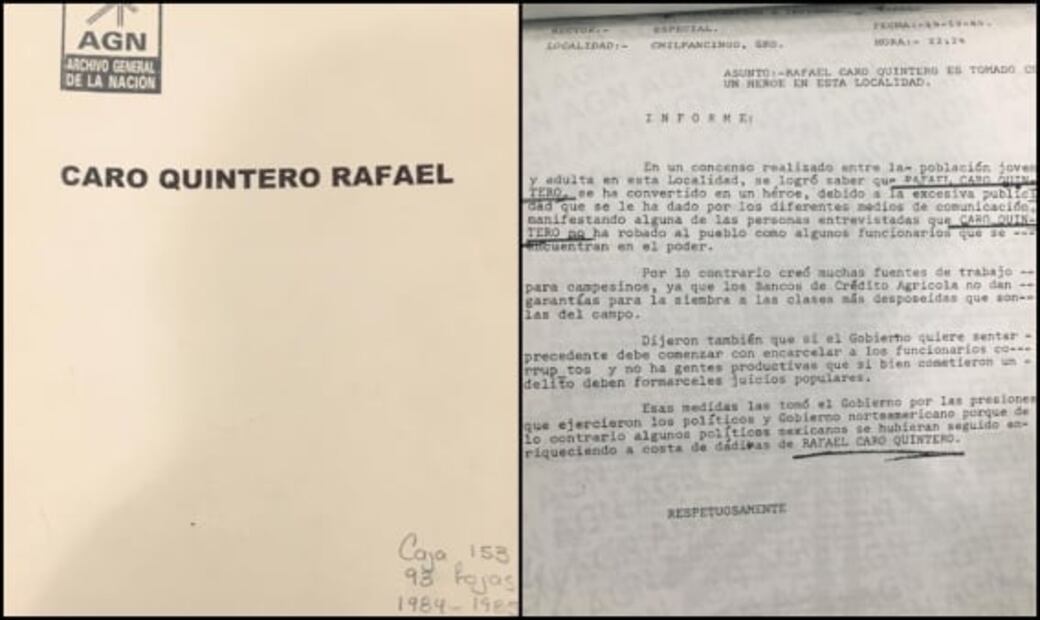 AGN
ARCHIVO GENERAL
DE LA NACIÓN
CARO QUINTERO RAFAEL
Caja 153
93 hojas
1984-1985
SECTOR.- ESPECIAL. FECHA:-
LOCALIDAD:- CHILPANCINGO, GRO. HORA:-
ASUNTO:-RAFAEL CARO QUINTERO ES TOMADO C
UN HEROE EN ESTA LOCALIDAD.
I N F O R M E:
En un concenso realizado entre la- población joven
y adulta en esta Localidad, se logró saber que RAFAEL CARO QUIN-
TERO, se ha convertido en un héroe, debido a la excesiva publici
dad que se le ha dado por los diferentes medios de comunicación,
manifestando alguna de las personas entrevistadas que CARO QUIN-
TERO no ha robado al pueblo como algunos funcionarios que se ---
encuentran en el poder.
Por lo contrario creó muchas fuentes de trabajo --
para campesinos, ya que los Bancos de Crédito Agrícola no dan --
garantías para la siembra a las clases más desposeidas que son--
las del campo.
Dijeron también que si el Gobierno quiere sentar -
precedente debe comenzar con encarcelar a los funcionarios co---
rrup tos y no ha gentes productivas que si bien cometieron un -
delito deben formarceles juicios populares.
Esas medidas las tomó el Gobierno por las presiones
que ejercieron los políticos y Gobierno norteamericano porque de
lo contrario algunos políticos mexicanos se hubieran seguido en-
riqueciendo a costa de dádivas de RAFAEL CARO QUINTERO.
RESPETUOSAMENTE